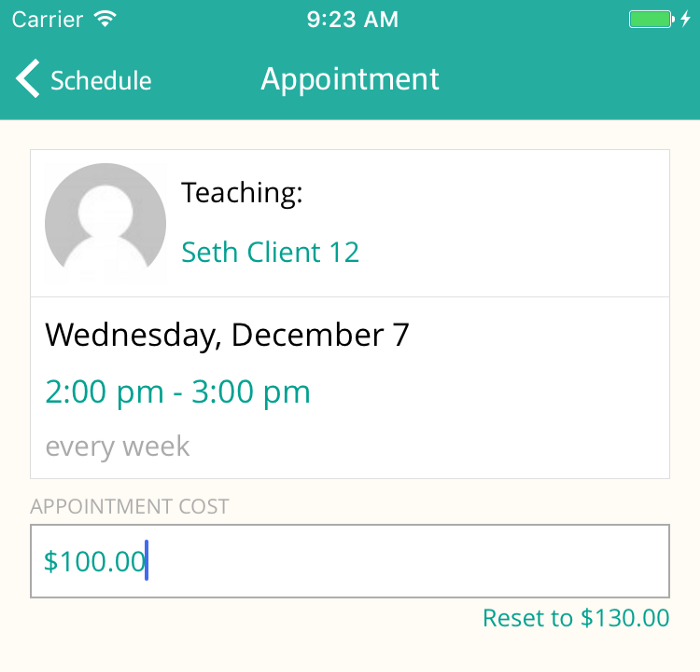 Carrier 9:23 AM
Schedule Appointment
Teaching:
Seth Client 12
Wednesday, December 7
2:00 pm - 3:00 pm
every week
APPOINTMENT COST
$100.00
Reset to $130.00